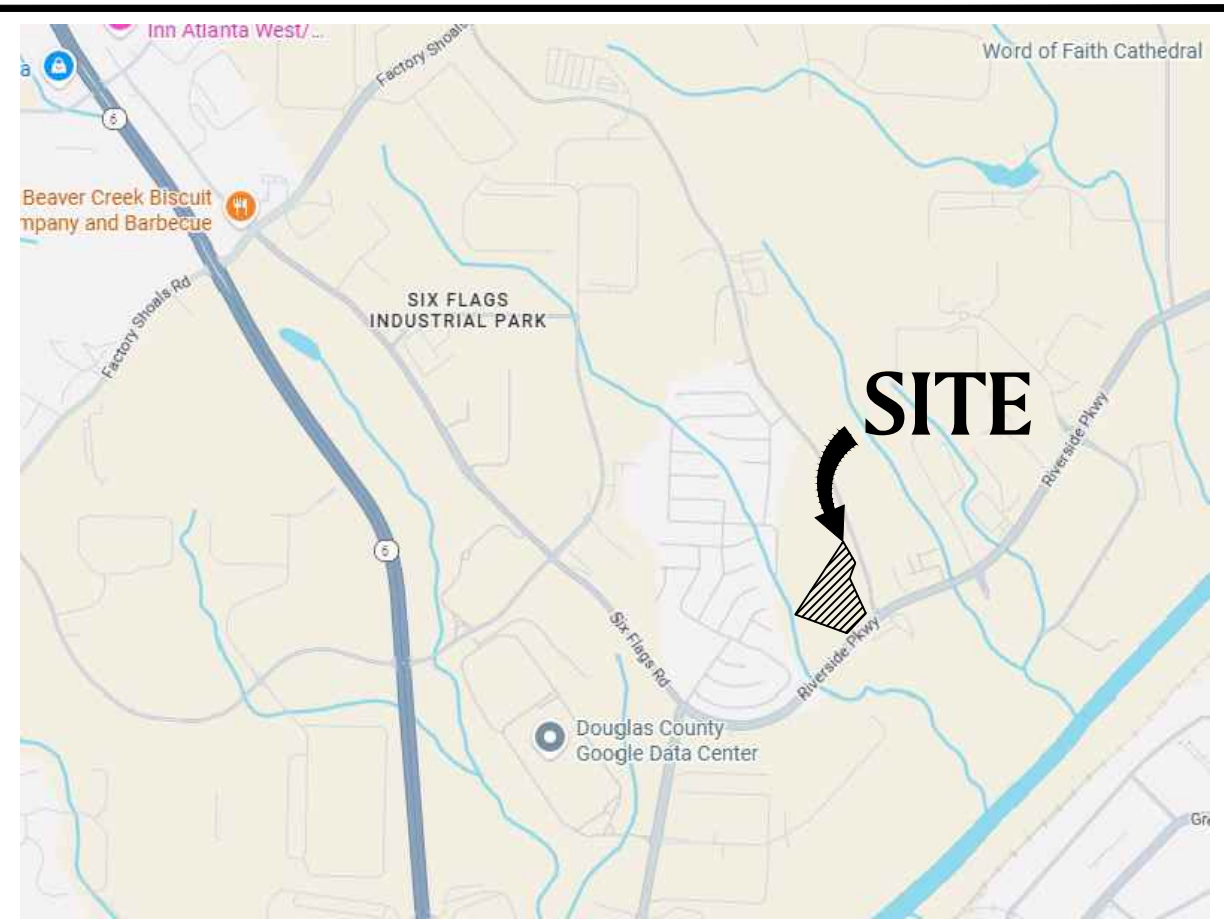 Inn Atlanta West/...
Word of Faith Cathedral
Factory Shoals
a
6
Beaver Creek Biscuit
mpany and Barbecue
Factory Shoals Rd
SIX FLAGS
INDUSTRIAL PARK
SITE
Riverside Pkwy
6
Six Flags Rd
Riverside Pkwy
Douglas County
Google Data Center
Gr